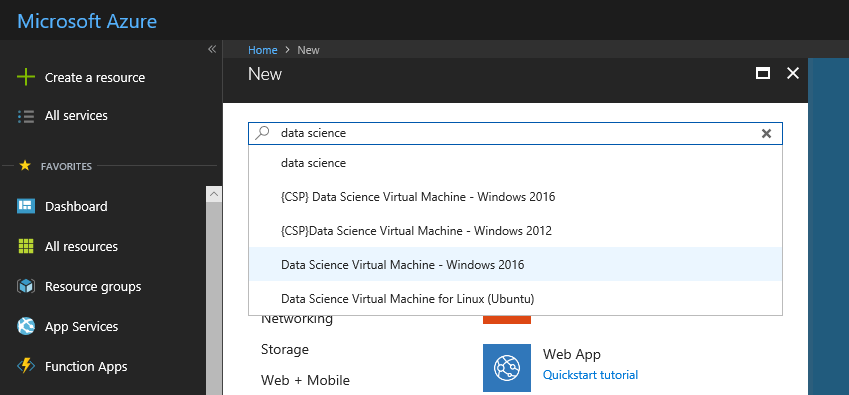 Microsoft Azure
Home > New
Create a resource
All services
FAVORITES
Dashboard
All resources
Resource groups
App Services
Function Apps
New
data science
data science
{CSP} Data Science Virtual Machine - Windows 2016
{CSP}Data Science Virtual Machine - Windows 2012
Data Science Virtual Machine - Windows 2016
Data Science Virtual Machine for Linux (Ubuntu)
Networking
Storage
Web + Mobile
Web App
Quickstart tutorial